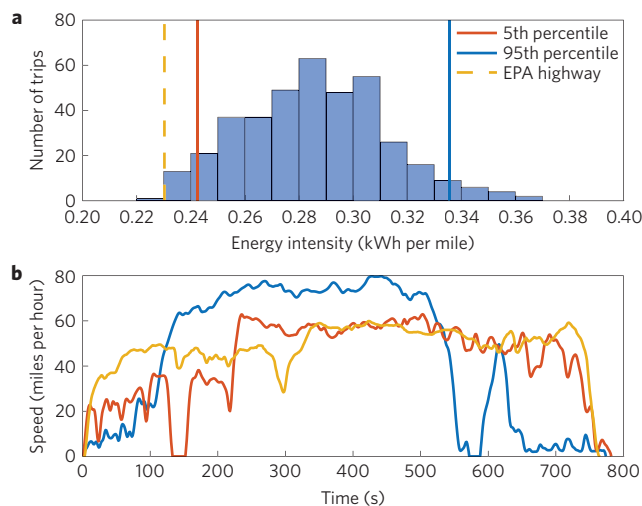 a
80
60
40
20
0
Number of trips
5th percentile
95th percentile
EPA highway
0.20 0.22 0.24 0.26 0.28 0.30 0.32 0.34 0.36 0.38 0.40
Energy intensity (kWh per mile)
b
80
60
40
20
0
Speed (miles per hour)
0 100 200 300 400 500 600 700 800
Time (s)